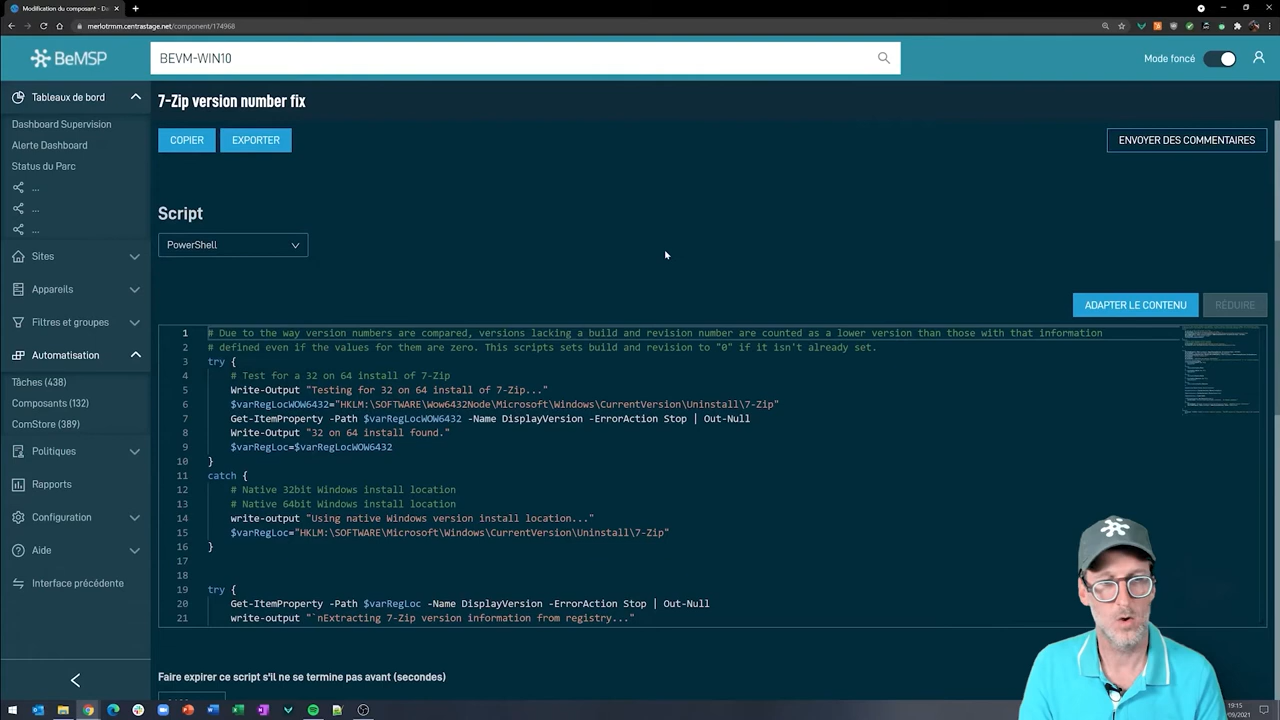 Modification du composant - Da
merlotrmm.centrastage.net/component/174968
BeMSP
BEVM-WIN10
Mode foncé
Tableaux de bord
Dashboard Supervision
Alerte Dashboard
Status du Parc
...
...
...
Sites
Appareils
Filtres et groupes
Automatisation
Tâches (438)
Composants (132)
ComStore (389)
Politiques
Rapports
Configuration
Aide
Interface précédente
7-Zip version number fix
COPIER
EXPORTER
ENVOYER DES COMMENTAIRES
Script
PowerShell
ADAPTER LE CONTENU
RÉDUIRE
1 # Due to the way version numbers are compared, versions lacking a build and revision number are counted as a lower version than those with that information
2 # defined even if the values for them are zero. This scripts sets build and revision to "0" if it isn't already set.
3 try {
4 # Test for a 32 on 64 install of 7-Zip
5 Write-Output "Testing for 32 on 64 install of 7-Zip..."
6 $varRegLocWOW6432="HKLM:\SOFTWARE\Wow6432Node\Microsoft\Windows\CurrentVersion\Uninstall\7-Zip"
7 Get-ItemProperty -Path $varRegLocWOW6432 -Name DisplayVersion -ErrorAction Stop | Out-Null
8 Write-Output "32 on 64 install found."
9 $varRegLoc=$varRegLocWOW6432
10 }
11 catch {
12 # Native 32bit Windows install location
13 # Native 64bit Windows install location
14 write-output "Using native Windows version install location..."
15 $varRegLoc="HKLM:\SOFTWARE\Microsoft\Windows\CurrentVersion\Uninstall\7-Zip"
16 }
17
18
19 try {
20 Get-ItemProperty -Path $varRegLoc -Name DisplayVersion -ErrorAction Stop | Out-Null
21 write-output "`nExtracting 7-Zip version information from registry..."
Faire expirer ce script s'il ne se termine pas avant (secondes)
19:15